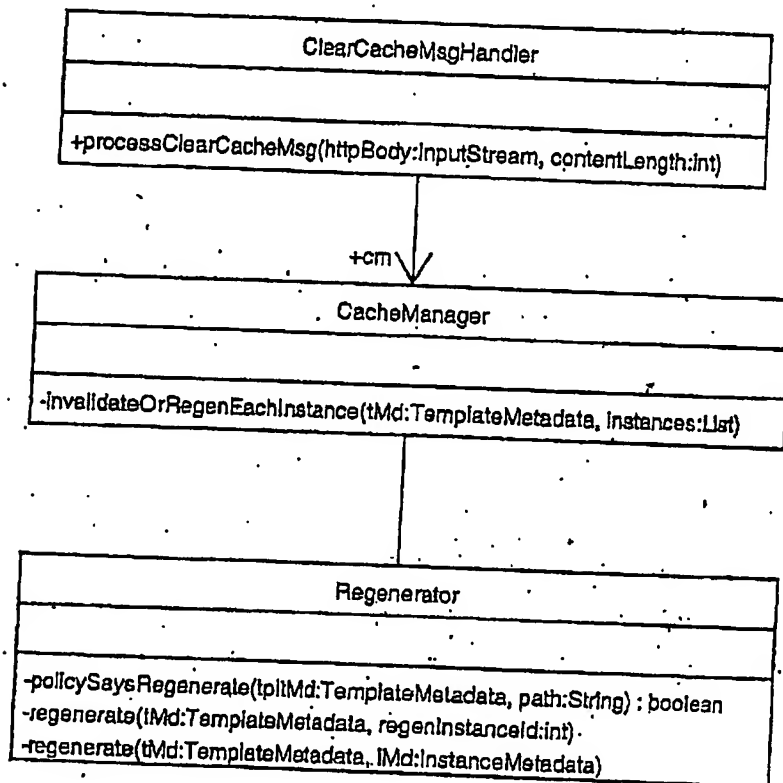 ClearCacheMsgHandler
+processClearCacheMsg(httpBody:InputStream, contentLength:int)
+cm
CacheManager
-invalidateOrRegenEachInstance(tMd:TemplateMetadata, instances:List)
Regenerator
-policySaysRegenerate(tpltMd:TemplateMetadata, path:String) : boolean
-regenerate(tMd:TemplateMetadata, regenInstanceId:int)
-regenerate(tMd:TemplateMetadata, iMd:InstanceMetadata)